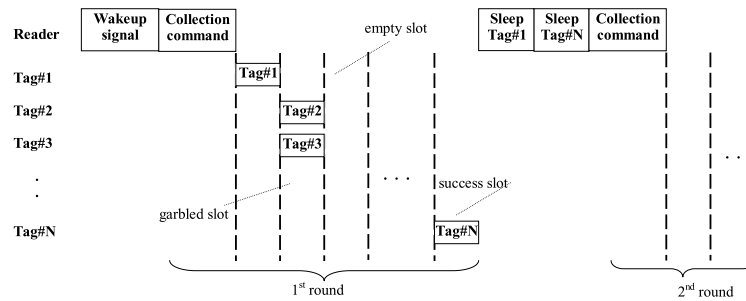 Reader
Wakeup signal
Collection command
Sleep Tag#1
Sleep Tag#N
Collection command
empty slot
Tag#1
Tag#1
Tag#2
Tag#2
Tag#3
Tag#3
. . .
. .
.
.
success slot
garbled slot
Tag#N
Tag#N
1st round
2nd round